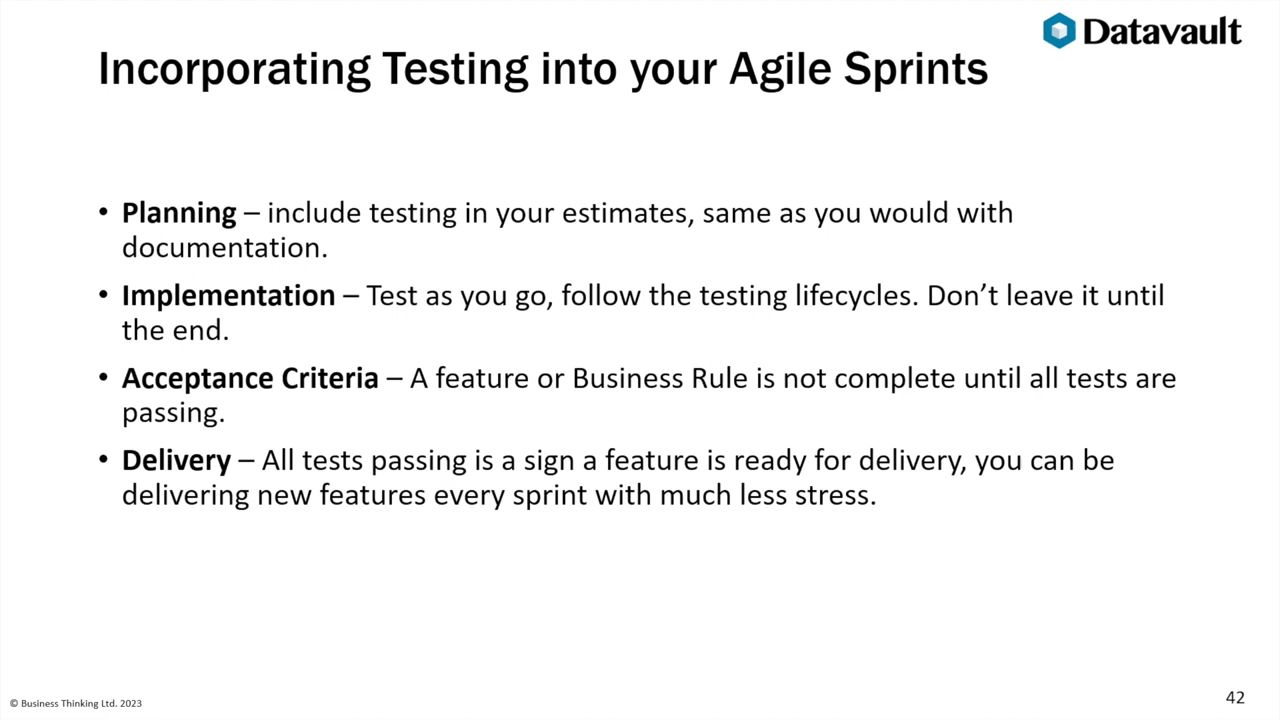 Datavault
Incorporating Testing into your Agile Sprints
• Planning – include testing in your estimates, same as you would with
documentation.
• Implementation – Test as you go, follow the testing lifecycles. Don’t leave it until
the end.
• Acceptance Criteria – A feature or Business Rule is not complete until all tests are
passing.
• Delivery – All tests passing is a sign a feature is ready for delivery, you can be
delivering new features every sprint with much less stress.
© Business Thinking Ltd. 2023
42